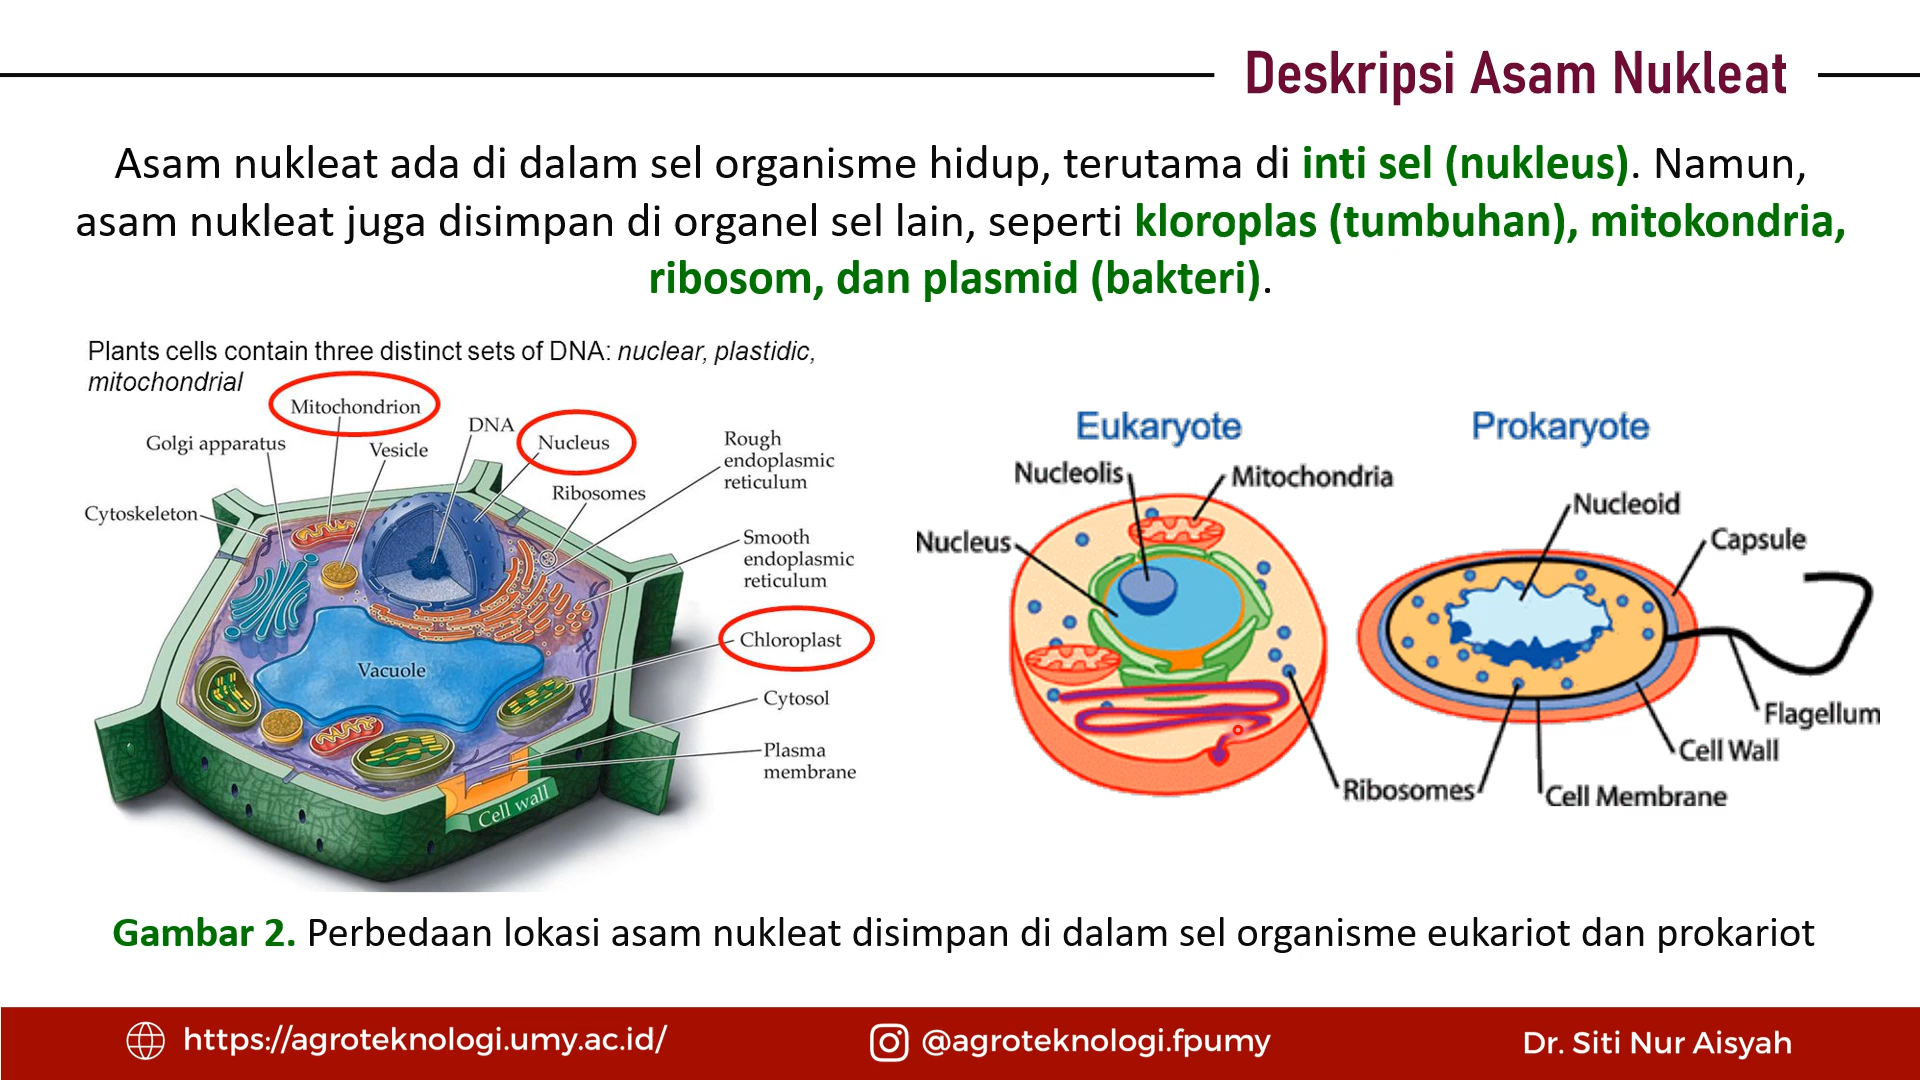 Deskripsi Asam Nukleat
Asam nukleat ada di dalam sel organisme hidup, terutama di inti sel (nukleus). Namun,
asam nukleat juga disimpan di organel sel lain, seperti kloroplas (tumbuhan), mitokondria,
ribosom, dan plasmid (bakteri).
Plants cells contain three distinct sets of DNA: nuclear, plastidic,
mitochondrial
Mitochondrion
DNA
Nucleus
Golgi apparatus
Vesicle
Rough
endoplasmic
reticulum
Ribosomes
Cytoskeleton
Smooth
endoplasmic
reticulum
Chloroplast
Vacuole
Cytosol
Plasma
membrane
Cell wall
Eukaryote
Nucleolis
Mitochondria
Nucleus
Ribosomes
Prokaryote
Nucleoid
Capsule
Flagellum
Cell Wall
Cell Membrane
Gambar 2. Perbedaan lokasi asam nukleat disimpan di dalam sel organisme eukariot dan prokariot
https://agroteknologi.umy.ac.id/
@agroteknologi.fpumy
Dr. Siti Nur Aisyah